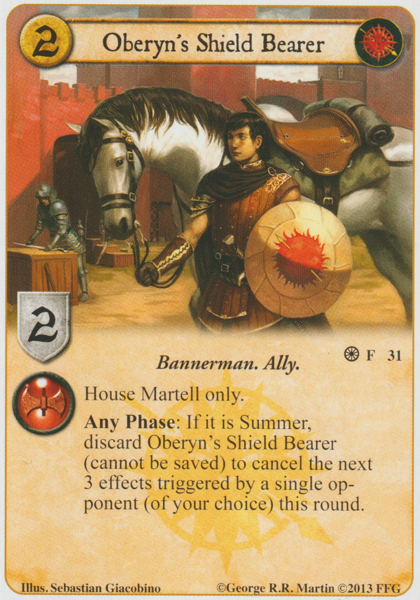 2
Oberyn's Shield Bearer
2
Bannerman. Ally.
F 31
House Martell only.
Any Phase: If it is Summer,
discard Oberyn's Shield Bearer
(cannot be saved) to cancel the next
3 effects triggered by a single op-
ponent (of your choice) this round.
Illus. Sebastian Giacobino
©George R.R. Martin ©2013 FFG